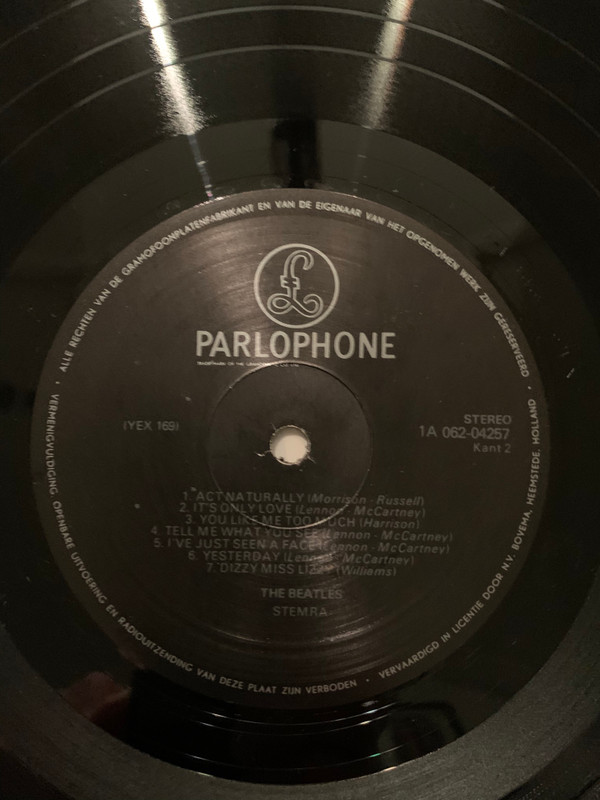 ALLE RECHTEN VAN DE GRAMOFOONPLATENFABRIKANT EN VAN DE EIGENAAR VAN HET OPGENOMEN WERK ZIJN GERESERVEERD •
£
PARLOPHONE
(YEX 169)
STEREO
1A 062-04257
Kant 2
1. ACT NATURALLY (Morrison - Russell)
2. IT'S ONLY LOVE (Lennon - McCartney)
3. YOU LIKE ME TOO MUCH (Harrison)
4. TELL ME WHAT YOU SEE (Lennon - McCartney)
5. I'VE JUST SEEN A FACE (Lennon - McCartney)
6. YESTERDAY (Lennon - McCartney)
7. DIZZY MISS LIZZY (Williams)
THE BEATLES
STEMRA
VERMENIGVULDIGING, OPENBARE UITVOERING EN RADIOUITZENDING VAN DEZE PLAAT ZIJN VERBODEN •
VERVAARDIGD IN LICENTIE DOOR N.V. BOVEMA, HEEMSTEDE, HOLLAND •